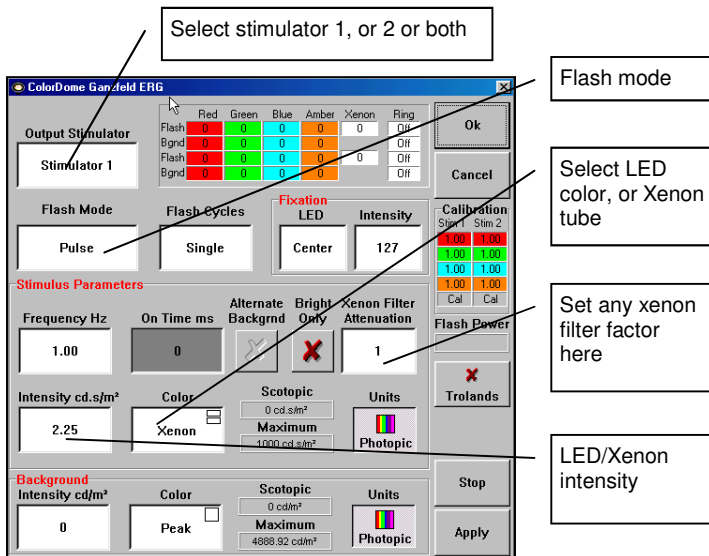 Select stimulator 1, or 2 or both
ColorDome Ganzfeld ERG
Flash mode
Red Green Blue Amber Xenon Ring
Flash 0 0 0 0 0 Off
Bgnd 0 0 0 0 Off
Flash 0 0 0 0 0 Off
Bgnd 0 0 0 0 Off
Output Stimulator
Stimulator 1
Ok
Cancel
Select LED
color, or Xenon
tube
Flash Mode
Pulse
Flash Cycles
Single
Fixation
LED Intensity
Center 127
Calibration
Stim 1 Stim 2
1.00 1.00
1.00 1.00
1.00 1.00
1.00 1.00
Cal Cal
Flash Power
Trolands
Stimulus Parameters
Frequency Hz
1.00
On Time ms
0
Alternate
Backgrnd
Bright
Only
Xenon Filter
Attenuation
1
Set any xenon
filter factor
here
Intensity cd.s/m²
2.25
Color
Xenon
Scotopic
0 cd.s/m²
Maximum
1000 cd.s/m²
Units
Photopic
LED/Xenon
intensity
Background
Intensity cd/m²
0
Color
Peak
Scotopic
0 cd/m²
Maximum
4888.92 cd/m²
Units
Photopic
Stop
Apply